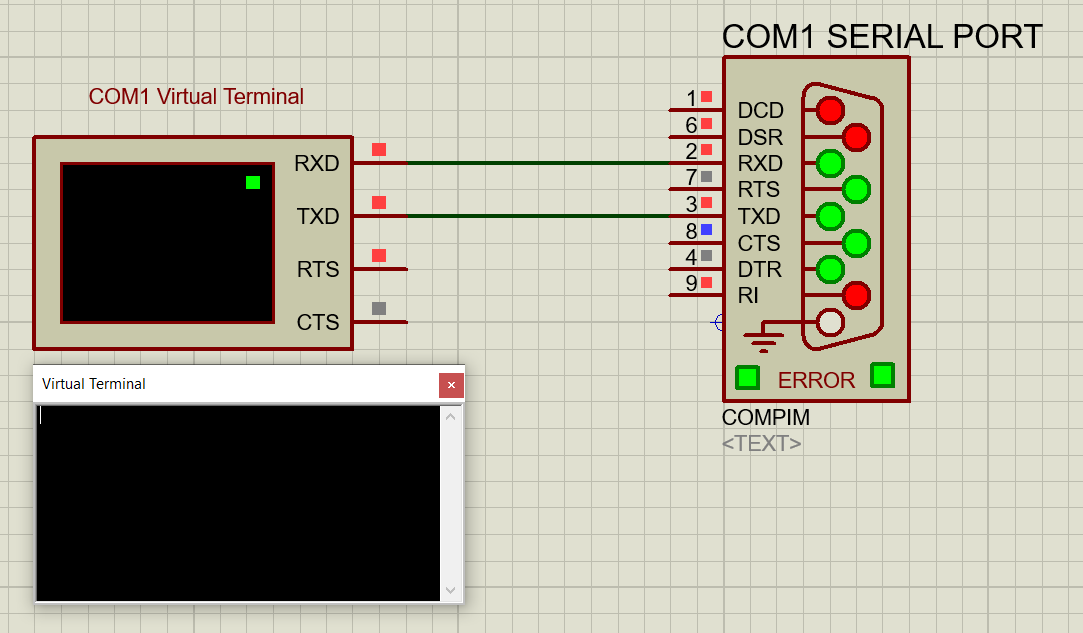 COM1 SERIAL PORT
COM1 Virtual Terminal
RXD
TXD
RTS
CTS
1 DCD
6 DSR
2 RXD
7 RTS
3 TXD
8 CTS
4 DTR
9 RI
ERROR
COMPIM
<TEXT>
Virtual Terminal